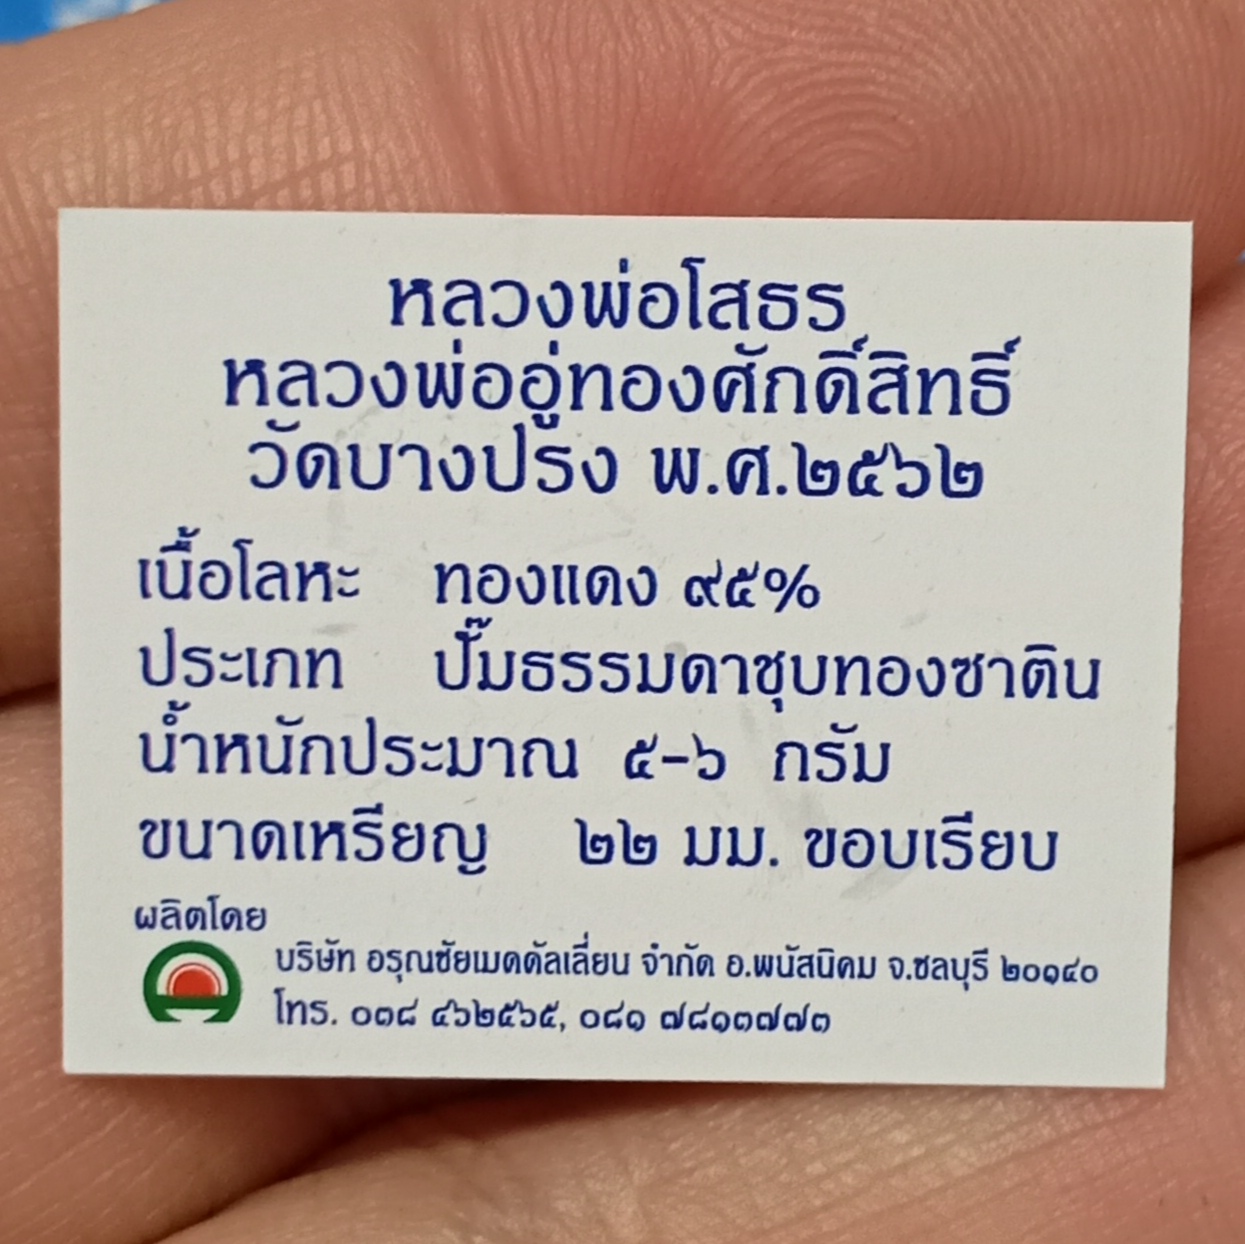 หลวงพ่อโสธร
หลวงพ่ออู่ทองศักดิ์สิทธิ์
วัดบางปรง พ.ศ.๒๕๖๒
เนื้อโลหะ ทองแดง ๙๕%
ประเภท ปั๊มธรรมดาชุบทองซาติน
น้ำหนักประมาณ ๕-๖ กรัม
ขนาดเหรียญ ๒๒ มม. ขอบเรียบ
ผลิตโดย
บริษัท อรุณชัยเมดดัลเลี่ยน จำกัด อ.พนัสนิคม จ.ชลบุรี ๒๐๑๔๐
โทร. ๐๓๘ ๔๖๒๕๖๕, ๐๘๑ ๗๘๑๓๗๗๓